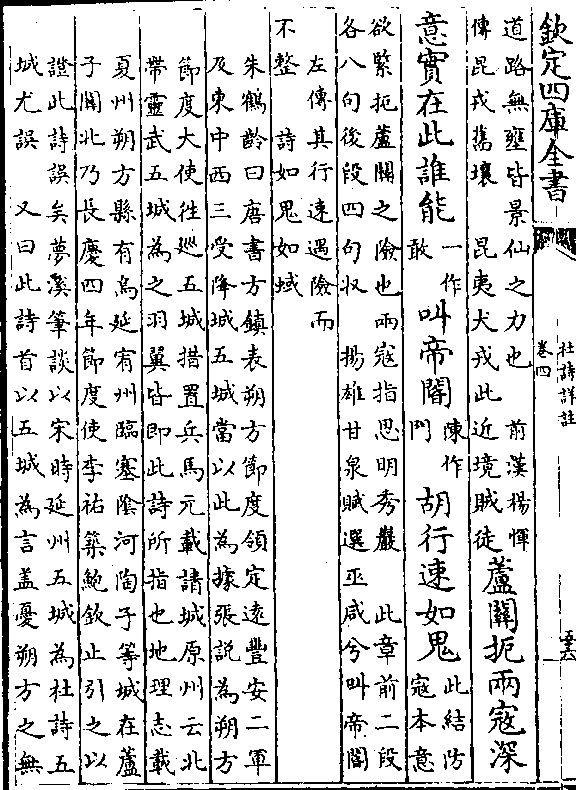 欽定四庫全書
杜詩詳註
卷四
道路無壅皆景仙之力也 前漢楊惲
傳昆戎舊壤 昆夷犬戎此近境賊徒
蘆關扼兩寇深
意實在此誰能
一作
敢
叫帝閽
陳作
門
胡行速如鬼
此結防
寇本意
欲緊扼蘆關之險也兩寇指思明秀巖 此章前二段
各八句後段四句収 揚雄甘泉賦選巫咸兮叫帝閽
左傳其行速遇險而
不整 詩如鬼如蜮
朱鶴齡曰唐書方鎮表朔方節度領定遠豐安二軍
及東中西三受降城五城當以此為據張說為朔方
節度大使往巡五城措置兵馬元載請城原州云北
帶靈武五城為之羽翼皆即此詩所指也地理志載
夏州朔方縣有烏延宥州臨塞陰河陶子等城在蘆
子關北乃長慶四年節度使李祐築鮑欽止引之以
證此詩誤矣夢溪筆談以宋時延州五城為杜詩五
城尤誤 又曰此詩首以五城為言盖憂朔方之無